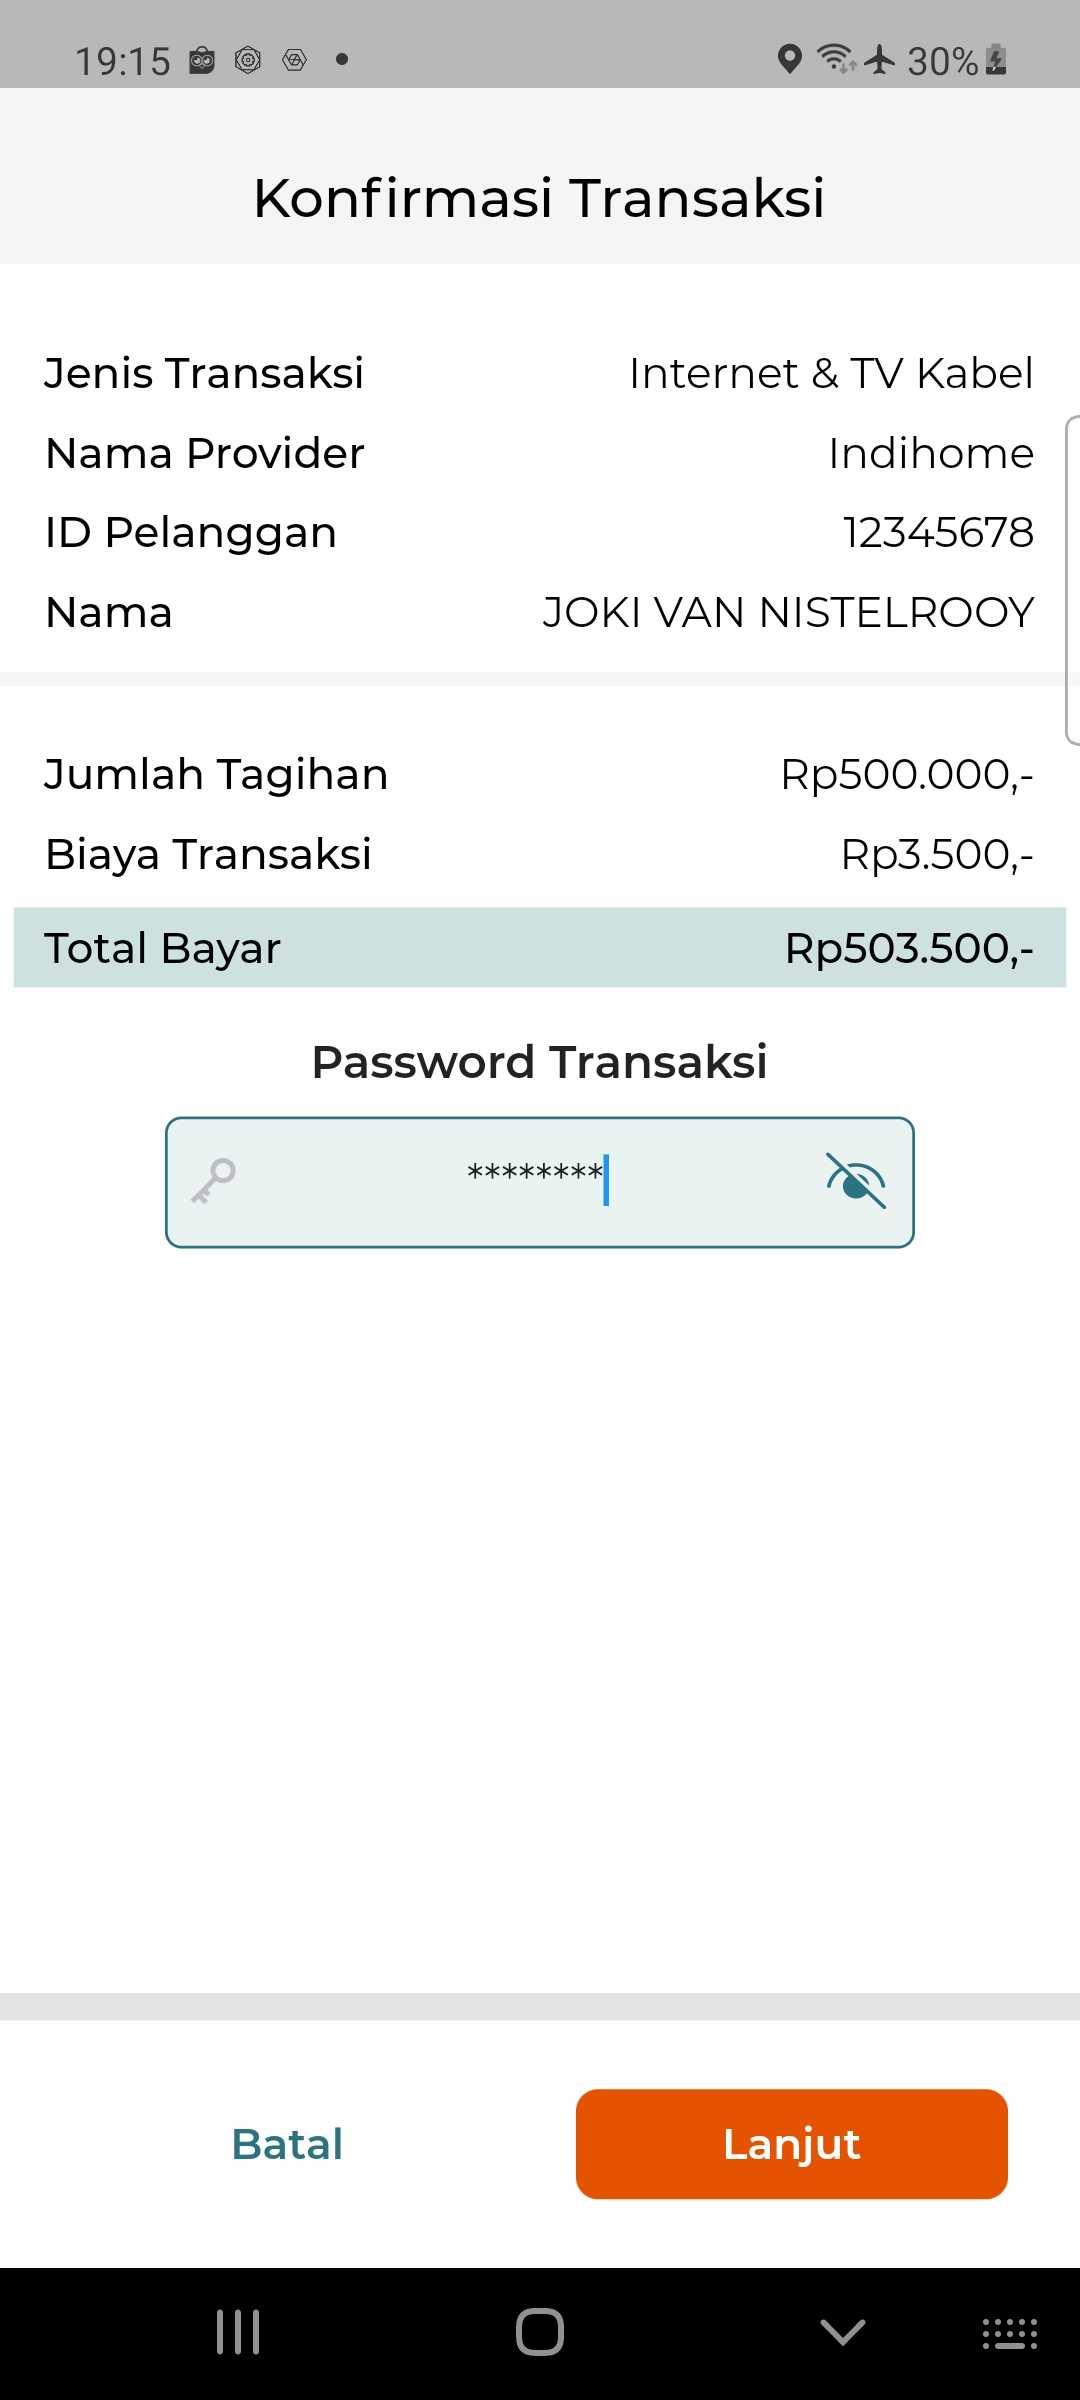 19:15
30%
Konfirmasi Transaksi
Jenis Transaksi Internet & TV Kabel
Nama Provider Indihome
ID Pelanggan 12345678
Nama JOKI VAN NISTELROOY
Jumlah Tagihan Rp500.000,-
Biaya Transaksi Rp3.500,-
Total Bayar Rp503.500,-
Password Transaksi
********
Batal Lanjut